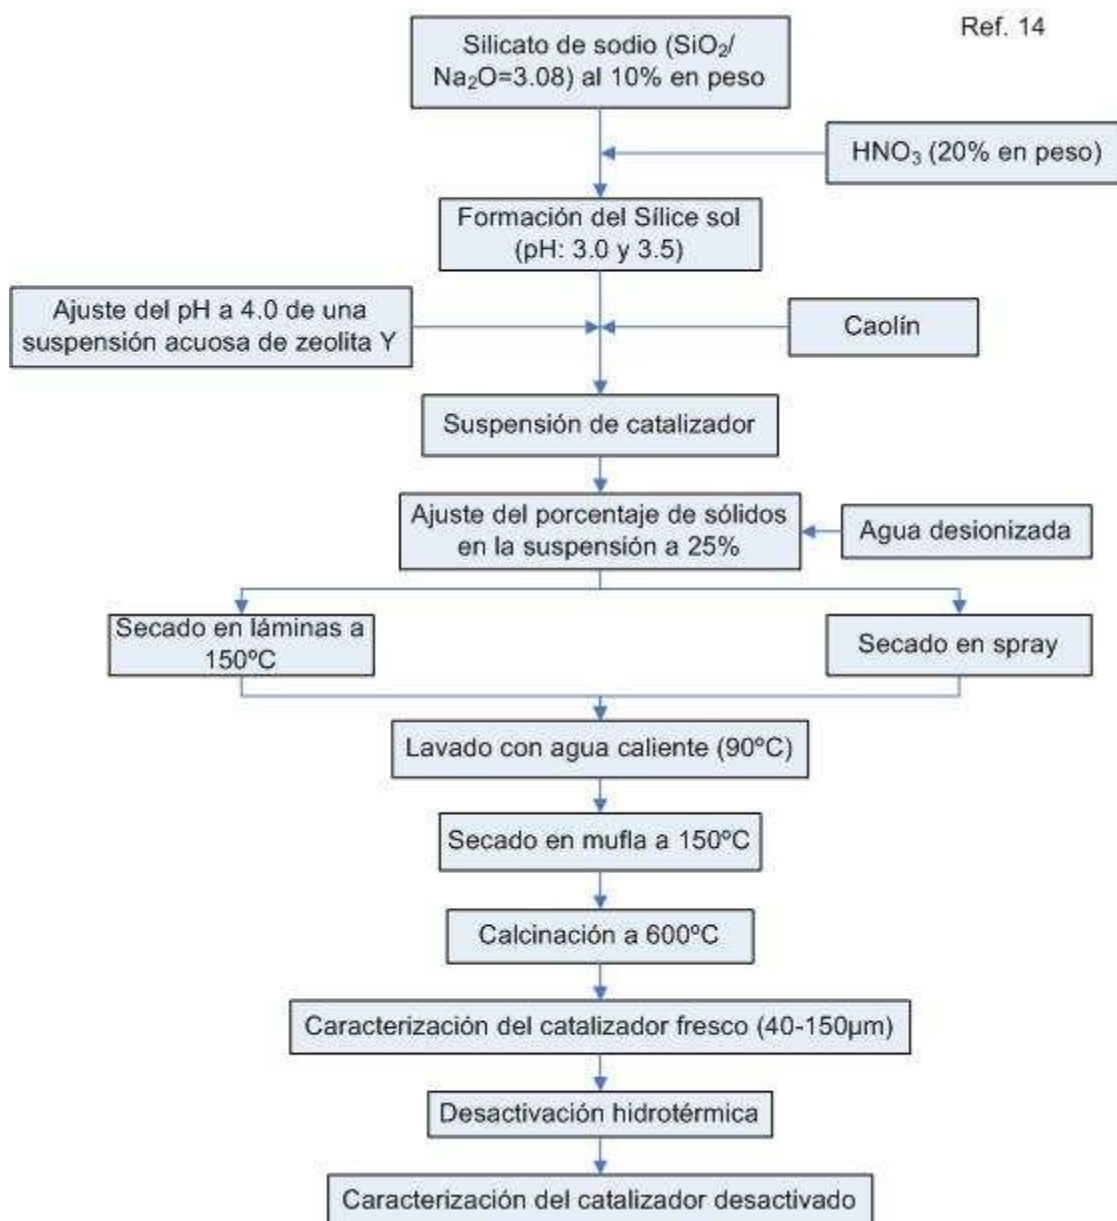 Ref. 14
Silicato de sodio (SiO₂/
Na₂O=3.08) al 10% en peso
HNO₃ (20% en peso)
Formación del Sílice sol
(pH: 3.0 y 3.5)
Ajuste del pH a 4.0 de una
suspensión acuosa de zeolita Y
Caolín
Suspensión de catalizador
Ajuste del porcentaje de sólidos
en la suspensión a 25%
Agua desionizada
Secado en láminas a
150ºC
Secado en spray
Lavado con agua caliente (90ºC)
Secado en mufla a 150ºC
Calcinación a 600ºC
Caracterización del catalizador fresco (40-150µm)
Desactivación hidrotérmica
Caracterización del catalizador desactivado